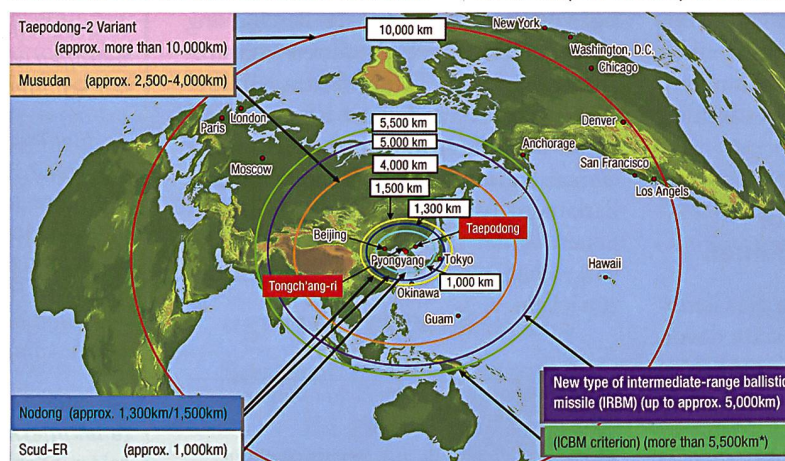 Taepodong-2 Variant
(approx. more than 10,000km)
Musudan (approx. 2,500-4,000km)
10,000 km
New York
Washington, D.C.
Chicago
London
Paris
Moscow
5,500 km
5,000 km
4,000 km
1,500 km
1,300 km
Denver
Anchorage
San Francisco
Los Angels
Taepodong
Beijing
Pyongyang
Tokyo
Tongch'ang-ri
1,000 km
Okinawa
Hawaii
Guam
New type of intermediate-range ballistic
missile (IRBM) (up to approx. 5,000km)
Nodong (approx. 1,300km/1,500km)
(ICBM criterion) (more than 5,500km*)
Scud-ER (approx. 1,000km)